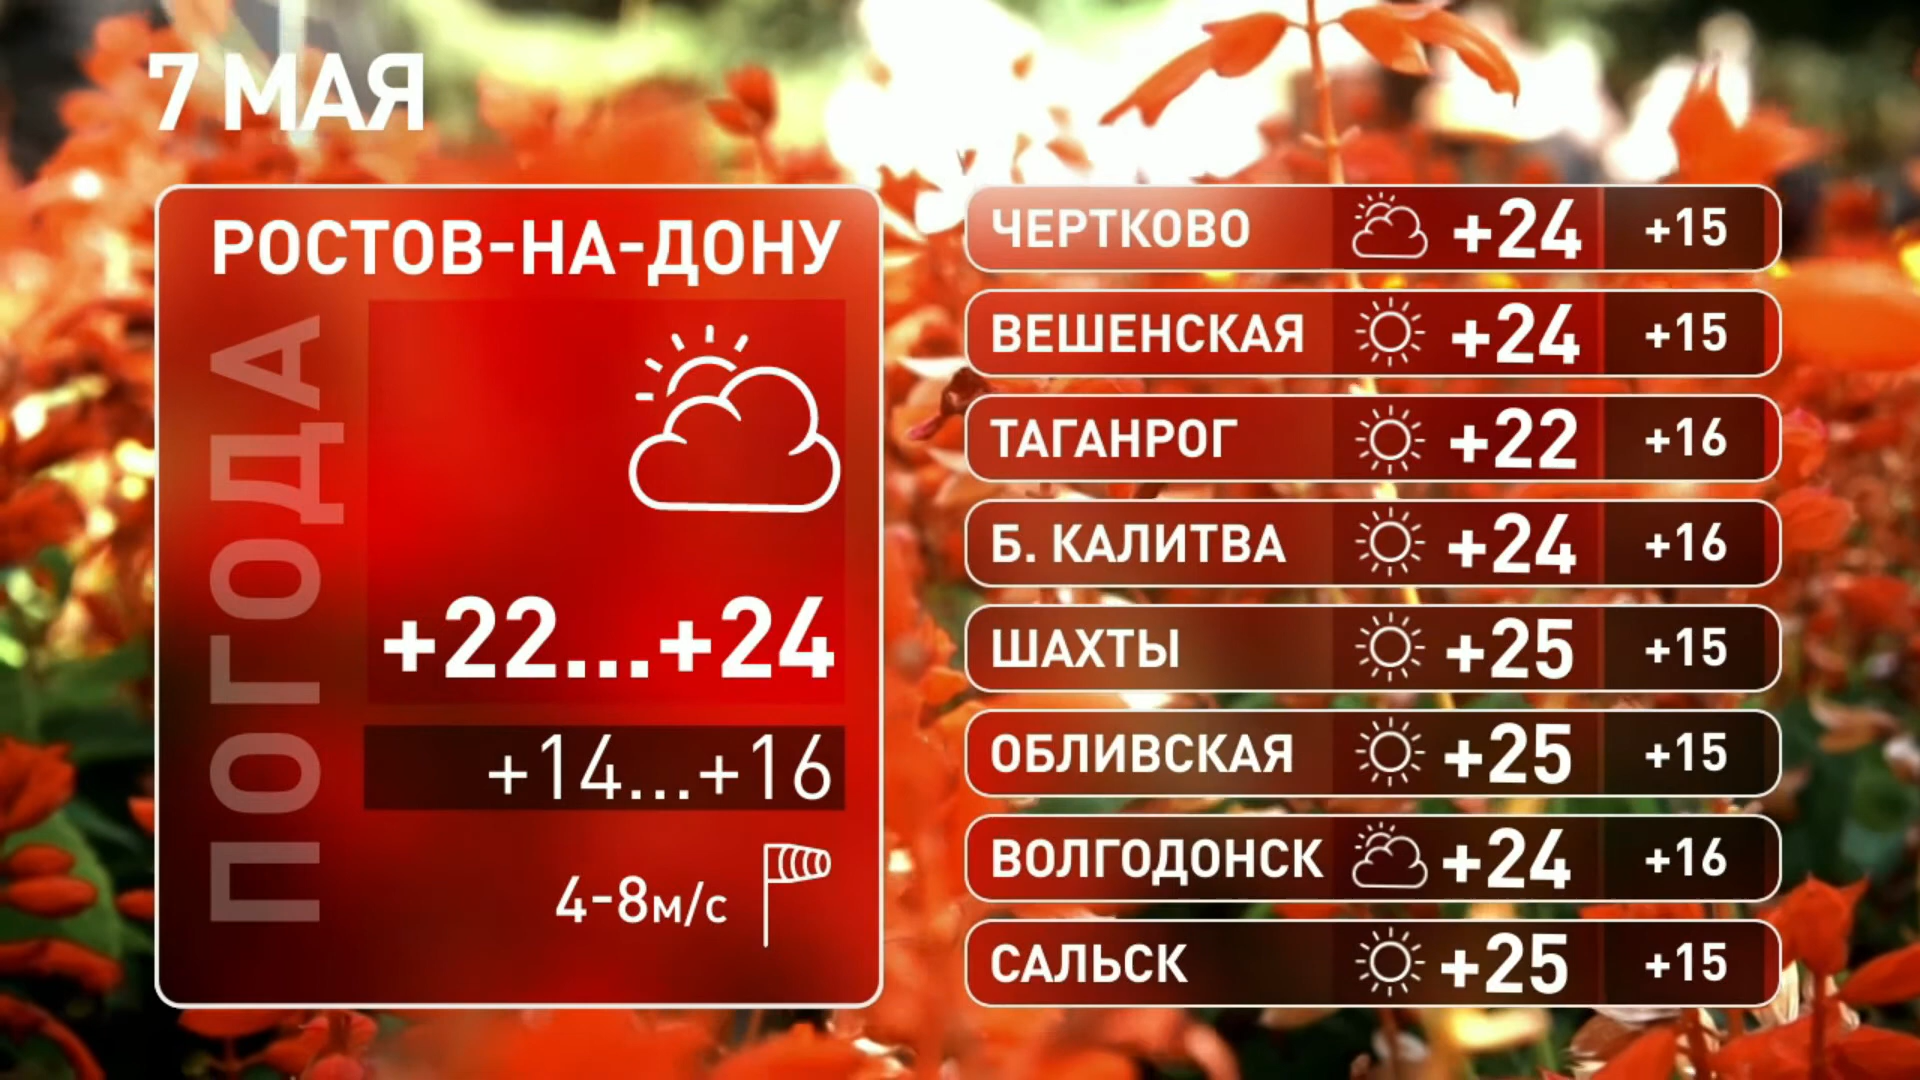 7 МАЯ
РОСТОВ-НА-ДОНУ
ПОГОДА
+22...+24
+14...+16
4-8м/с
ЧЕРТКОВО +24 +15
ВЕШЕНСКАЯ +24 +15
ТАГАНРОГ +22 +16
Б. КАЛИТВА +24 +16
ШАХТЫ +25 +15
ОБЛИВСКАЯ +25 +15
ВОЛГОДОНСК +24 +16
САЛЬСК +25 +15